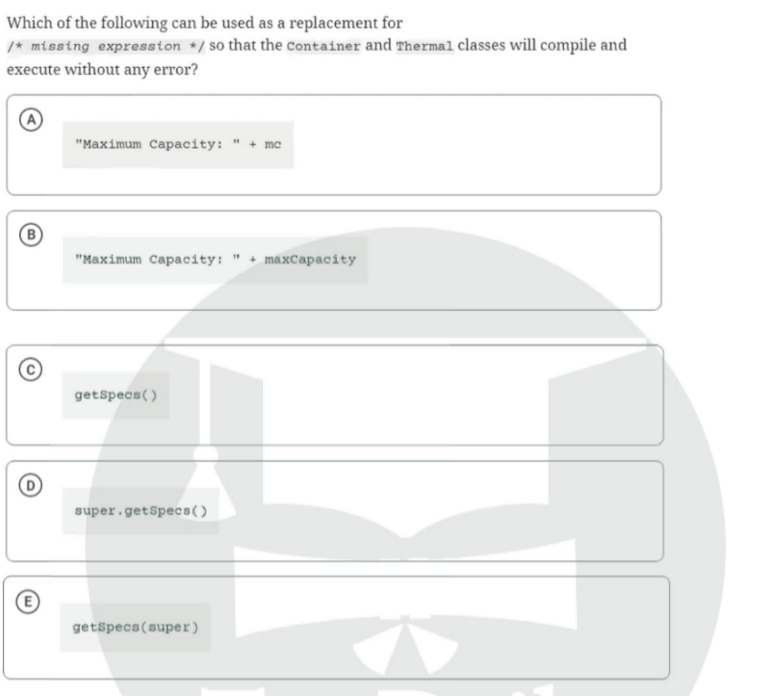 Which of the following can be used as a replacement for
/* missing expression */ so that the Container and Thermal classes will compile and
execute without any error?
A
"Maximum Capacity: " + mc
B
"Maximum Capacity: " + maxCapacity
C
getSpecs()
D
super.getSpecs()
E
getSpecs(super)